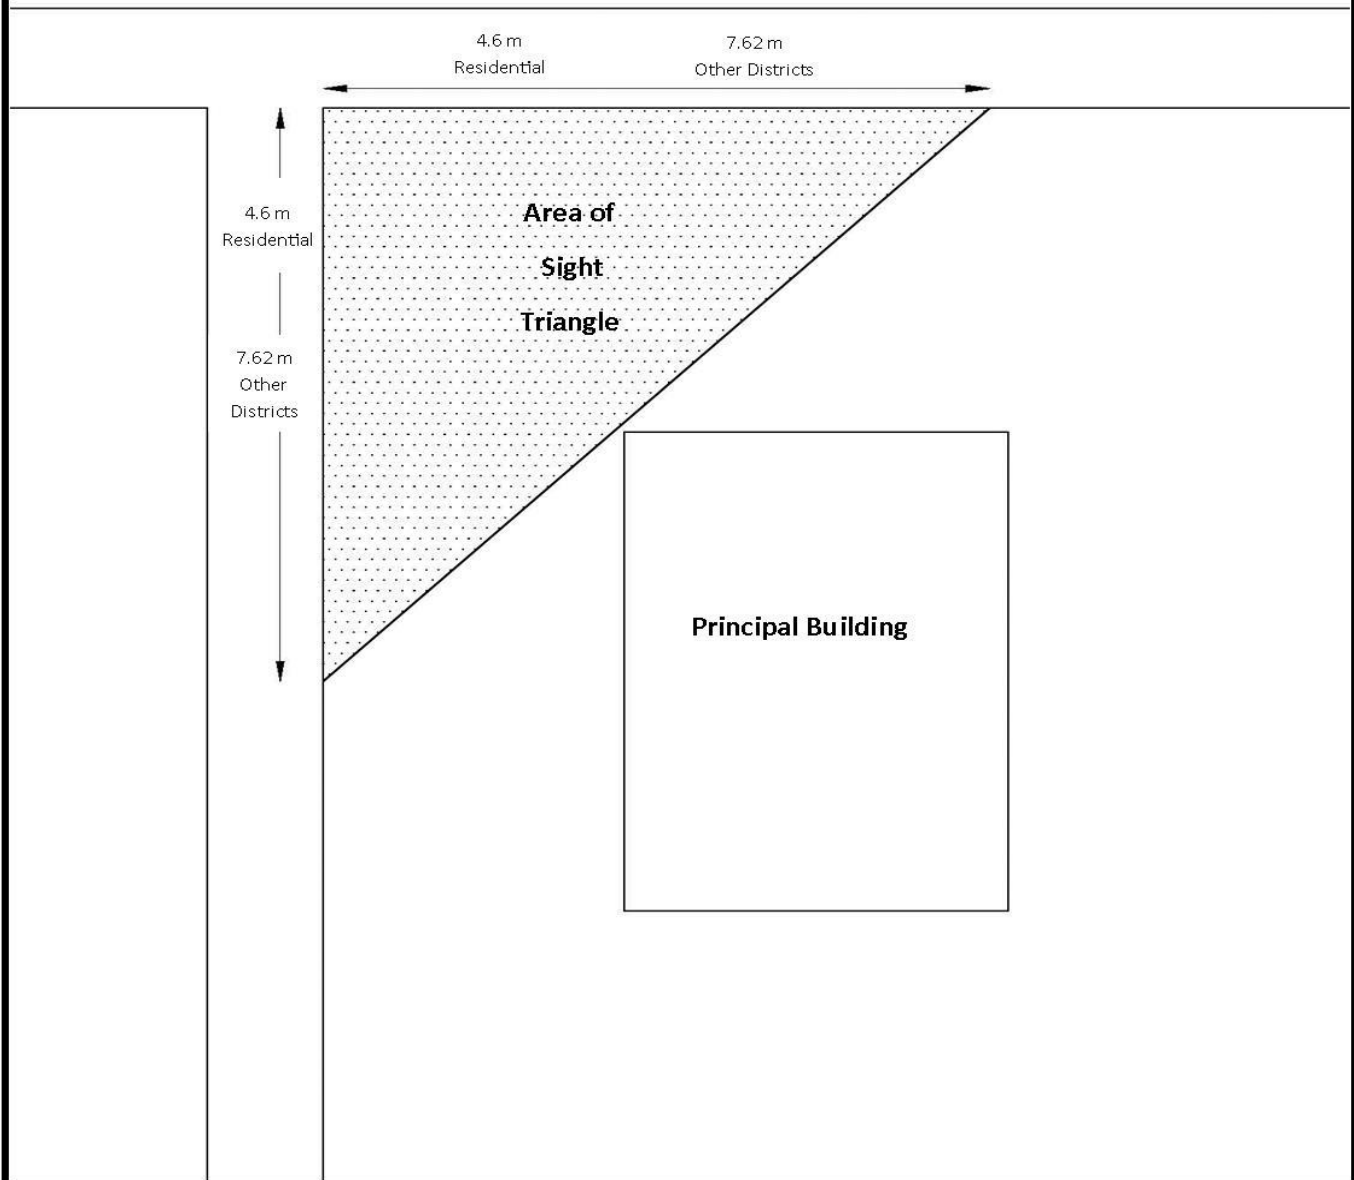 4.6 m
Residential
7.62 m
Other Districts
4.6 m
Residential
7.62 m
Other
Districts
Area of
Sight
Triangle
Principal Building